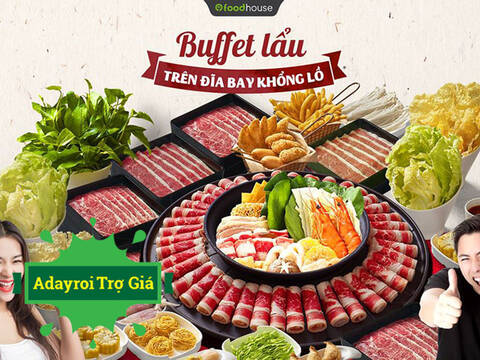 foodhouse
Buffet lẩu
TRÊN ĐĨA BAY KHỔNG LỒ
Adayroi Trợ Giá